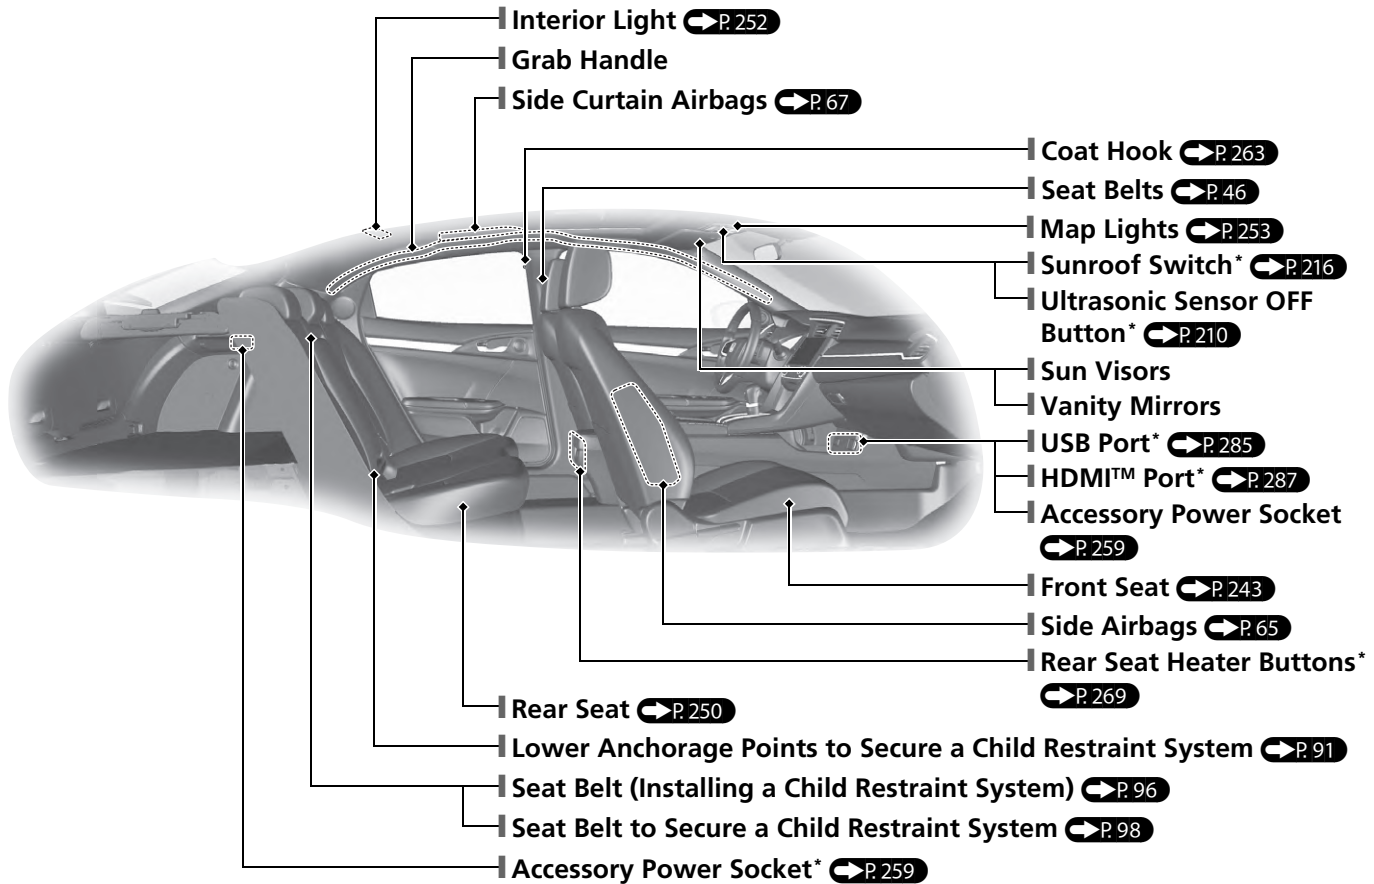 Interior Light P. 252
Grab Handle
Side Curtain Airbags P. 67
Coat Hook P. 263
Seat Belts P. 46
Map Lights P. 253
Sunroof Switch* P. 216
Ultrasonic Sensor OFF
Button* P. 210
Sun Visors
Vanity Mirrors
USB Port* P. 285
HDMI™ Port* P. 287
Accessory Power Socket
P. 259
Front Seat P. 243
Side Airbags P. 65
Rear Seat Heater Buttons*
P. 269
Rear Seat P. 250
Lower Anchorage Points to Secure a Child Restraint System P. 91
Seat Belt (Installing a Child Restraint System) P. 96
Seat Belt to Secure a Child Restraint System P. 98
Accessory Power Socket* P. 259